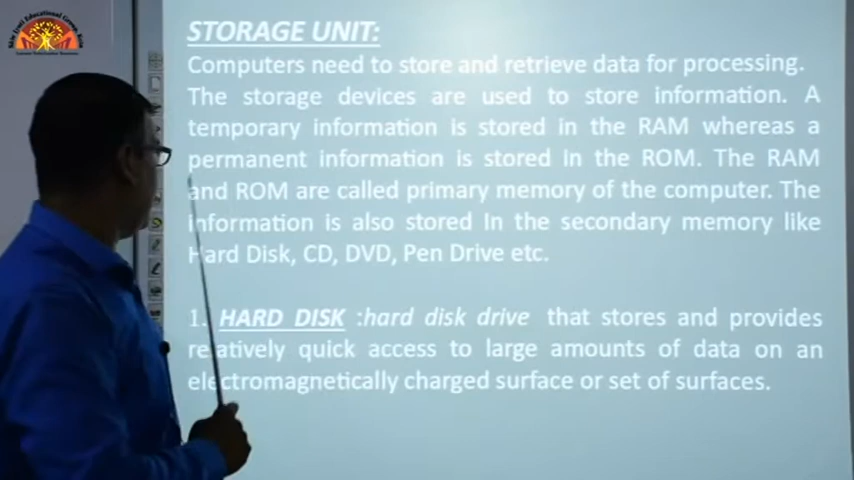 STORAGE UNIT:
Computers need to store and retrieve data for processing.
The storage devices are used to store information. A
temporary information is stored in the RAM whereas a
permanent information is stored in the ROM. The RAM
and ROM are called primary memory of the computer. The
information is also stored in the secondary memory like
Hard Disk, CD, DVD, Pen Drive etc.
1. HARD DISK :hard disk drive that stores and provides
relatively quick access to large amounts of data on an
electromagnetically charged surface or set of surfaces.